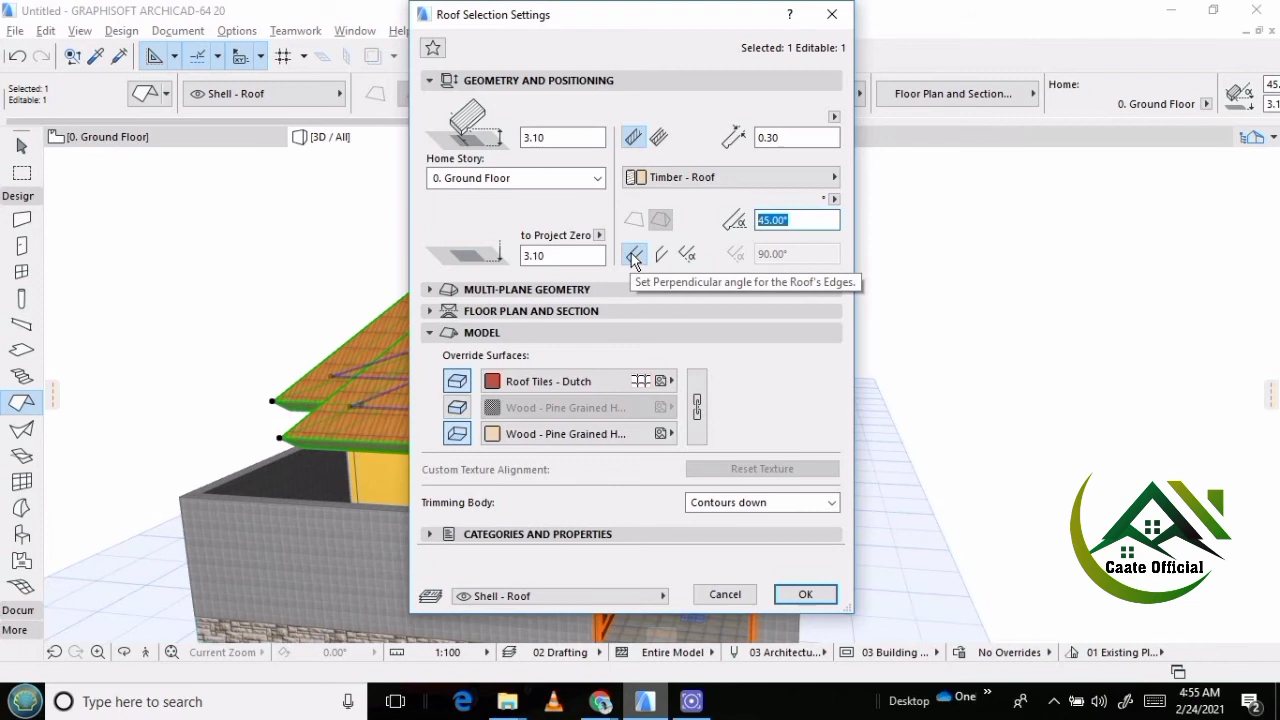 Untitled - GRAPHISOFT ARCHICAD-64 20
Roof Selection Settings
?
File Edit View Design Document Options Teamwork Window Help
Selected: 1 Editable: 1
Selected: 1
Editable: 1
Shell - Roof
Floor Plan and Section...
Home:
0. Ground Floor
GEOMETRY AND POSITIONING
[0. Ground Floor]
[3D / All]
3.10
0.30
Home Story:
0. Ground Floor
Timber - Roof
Design
°
45.00°
to Project Zero
3.10
90.00°
Set Perpendicular angle for the Roof's Edges.
MULTI-PLANE GEOMETRY
FLOOR PLAN AND SECTION
MODEL
Override Surfaces:
Roof Tiles - Dutch
Wood - Pine Grained H...
Wood - Pine Grained H...
Custom Texture Alignment:
Reset Texture
Trimming Body:
Contours down
CATEGORIES AND PROPERTIES
Caate Official
Shell - Roof
Cancel
OK
Docum
More
Current Zoom
0.00°
1:100
02 Drafting
Entire Model
03 Architectu...
03 Building ...
No Overrides
01 Existing Pl...
Type here to search
Desktop
One
4:55 AM
2/24/2021
2